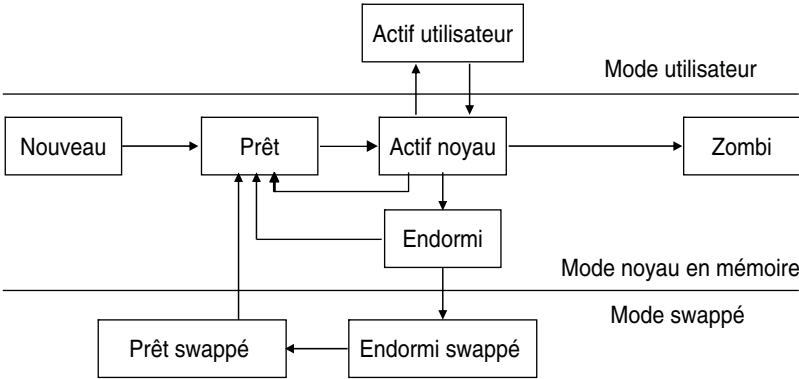 Actif utilisateur
Mode utilisateur
Nouveau
Prêt
Actif noyau
Zombi
Endormi
Mode noyau en mémoire
Mode swappé
Prêt swappé
Endormi swappé